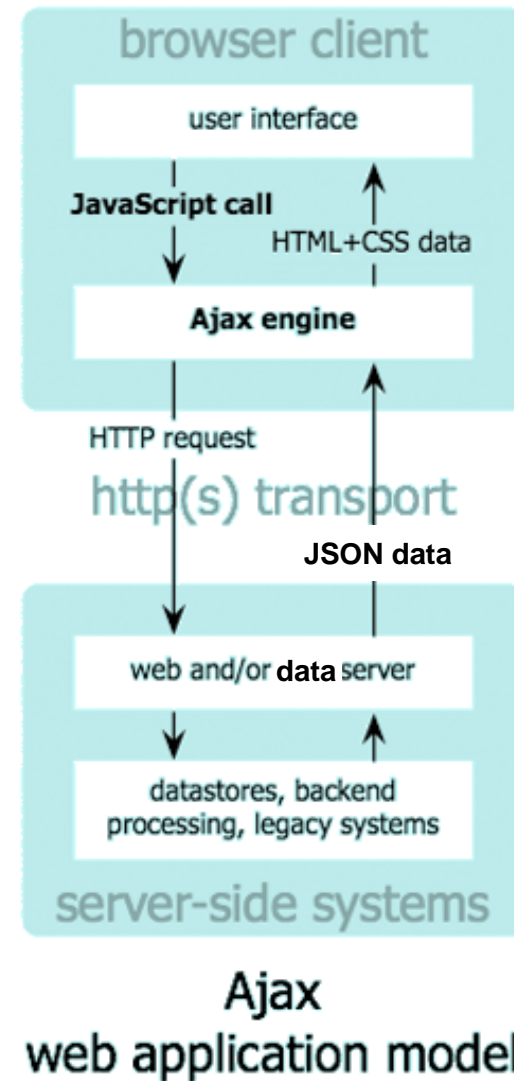 browser client
user interface
JavaScript call
HTML+CSS data
Ajax engine
HTTP request
http(s) transport
JSON data
web and/or data server
datastores, backend
processing, legacy systems
server-side systems
Ajax
web application model